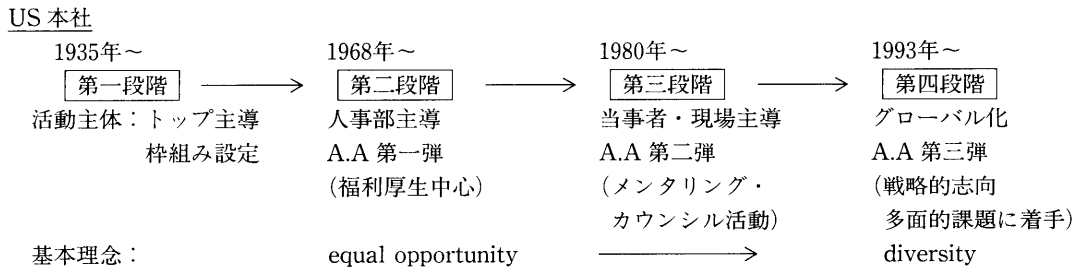 US 本社
1935年～ 1968年～ 1980年～ 1993年～
第一段階 → 第二段階 → 第三段階 → 第四段階
活動主体：トップ主導 人事部主導 当事者・現場主導 グローバル化
枠組み設定 A.A 第一弾 A.A 第二弾 A.A 第三弾
(福利厚生中心) (メンタリング・ (戦略的志向
カウンシル活動) 多面的課題に着手)
基本理念： equal opportunity → diversity